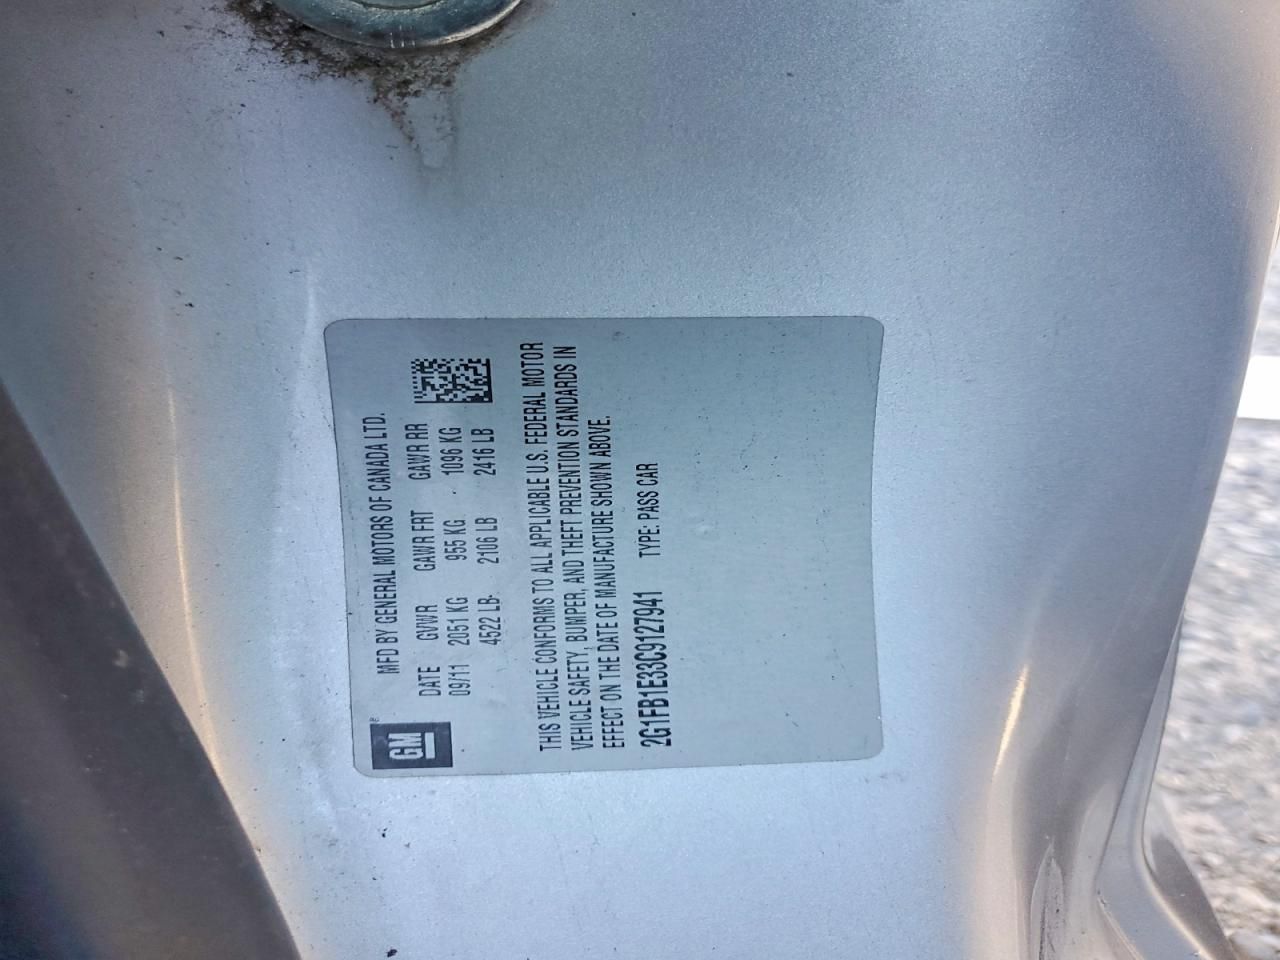 GM
MFD BY GENERAL MOTORS OF CANADA LTD.
DATE GVWR GAWR FRT GAWR RR
09/11 2051 KG 955 KG 1096 KG
4522 LB 2106 LB 2416 LB
THIS VEHICLE CONFORMS TO ALL APPLICABLE U.S. FEDERAL MOTOR
VEHICLE SAFETY, BUMPER, AND THEFT PREVENTION STANDARDS IN
EFFECT ON THE DATE OF MANUFACTURE SHOWN ABOVE.
2G1FB1E33C9127941 TYPE: PASS CAR